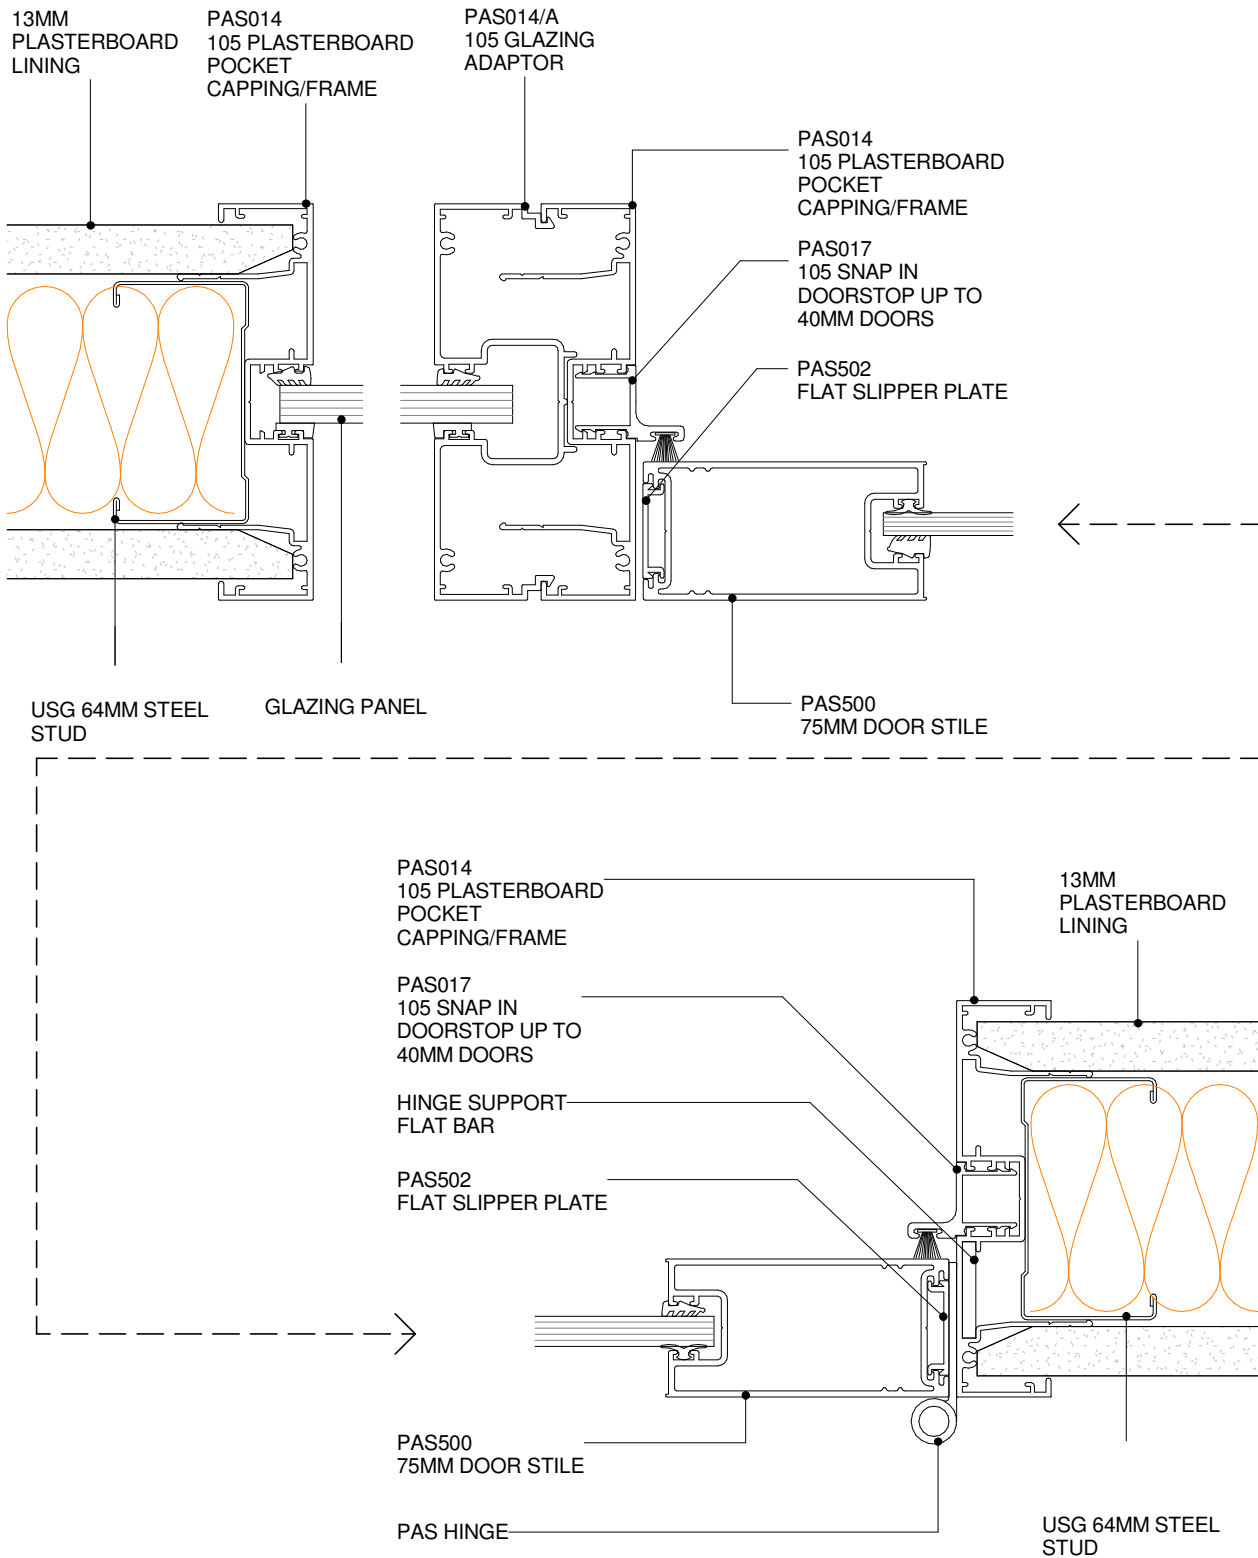 13MM
PLASTERBOARD
LINING
PAS014
105 PLASTERBOARD
POCKET
CAPPING/FRAME
PAS014/A
105 GLAZING
ADAPTOR
PAS014
105 PLASTERBOARD
POCKET
CAPPING/FRAME
PAS017
105 SNAP IN
DOORSTOP UP TO
40MM DOORS
PAS502
FLAT SLIPPER PLATE
USG 64MM STEEL
STUD
GLAZING PANEL
PAS500
75MM DOOR STILE
PAS014
105 PLASTERBOARD
POCKET
CAPPING/FRAME
13MM
PLASTERBOARD
LINING
PAS017
105 SNAP IN
DOORSTOP UP TO
40MM DOORS
HINGE SUPPORT
FLAT BAR
PAS502
FLAT SLIPPER PLATE
PAS500
75MM DOOR STILE
PAS HINGE
USG 64MM STEEL
STUD